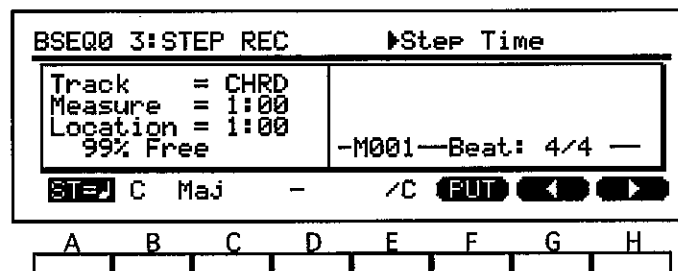 BSEQ0 3:STEP REC ▶Step Time
Track = CHRD
Measure = 1:00
Location = 1:00
99% Free
-M001--Beat: 4/4 --
ST=♩ C Maj - /C PUT ◀ ▶
A B C D E F G H